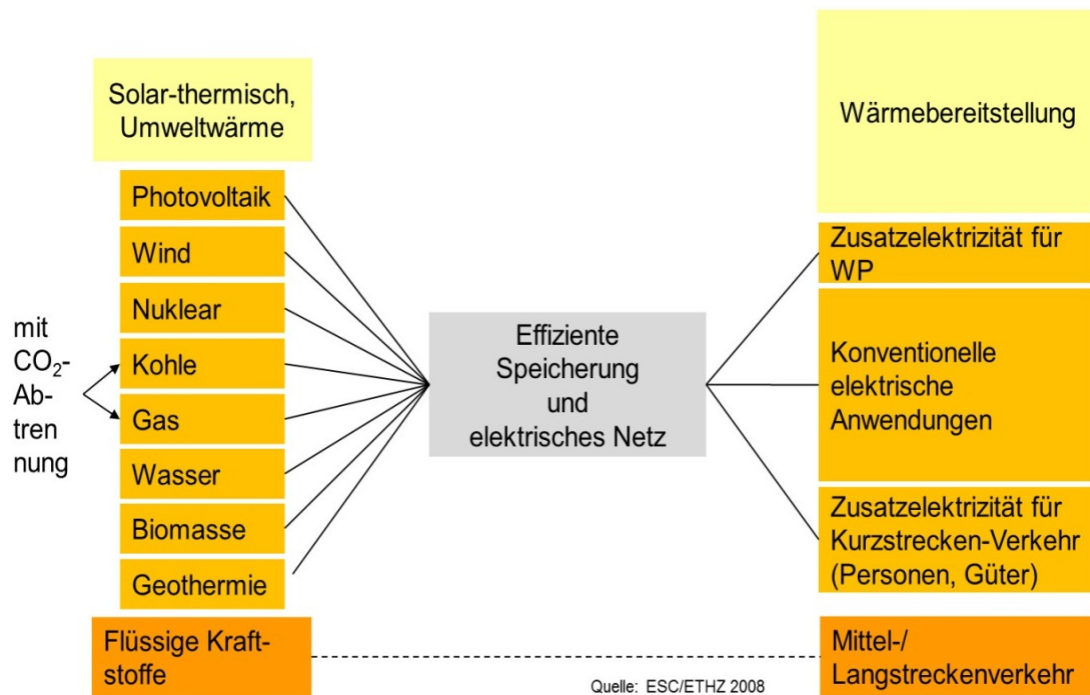 Solar-thermisch,
Umweltwärme
Photovoltaik
Wind
Nuklear
Kohle
Gas
Wasser
Biomasse
Geothermie
Flüssige Kraft-
stoffe
mit
CO₂-
Ab-
tren
nung
Effiziente
Speicherung
und
elektrisches Netz
Wärmebereitstellung
Zusatzelektrizität für
WP
Konventionelle
elektrische
Anwendungen
Zusatzelektrizität für
Kurzstrecken-Verkehr
(Personen, Güter)
Mittel-/
Langstreckenverkehr
Quelle: ESC/ETHZ 2008